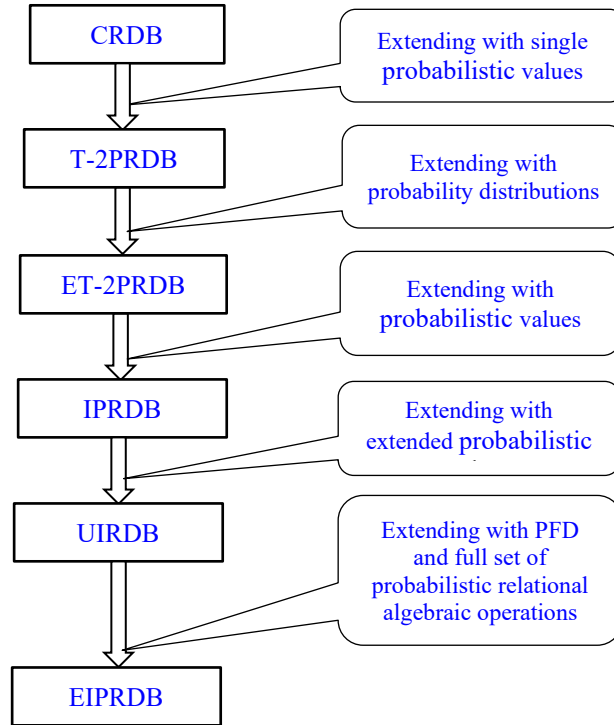 CRDB
Extending with single
probabilistic values
T-2PRDB
Extending with
probability distributions
ET-2PRDB
Extending with
probabilistic values
IPRDB
Extending with
extended probabilistic
UIRDB
Extending with PFD
and full set of
probabilistic relational
algebraic operations
EIPRDB